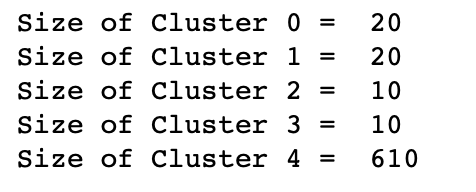 Size of Cluster 0 =  20
Size of Cluster 1 =  20
Size of Cluster 2 =  10
Size of Cluster 3 =  10
Size of Cluster 4 =  610